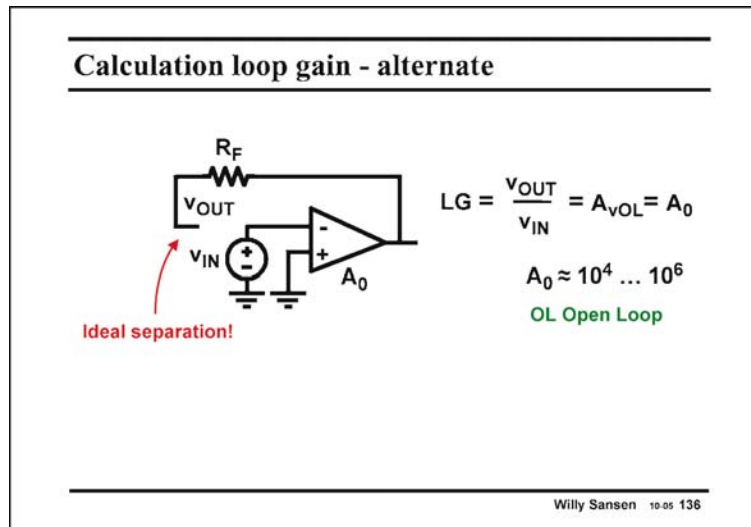 Calculation loop gain - alternate
R_F
v_OUT
v_IN
-
+
+
-
A_0
LG = v_OUT / v_IN = A_vOL = A_0
A_0 ≈ 10^4 ... 10^6
OL Open Loop
Ideal separation!
Willy Sansen 10-05 136